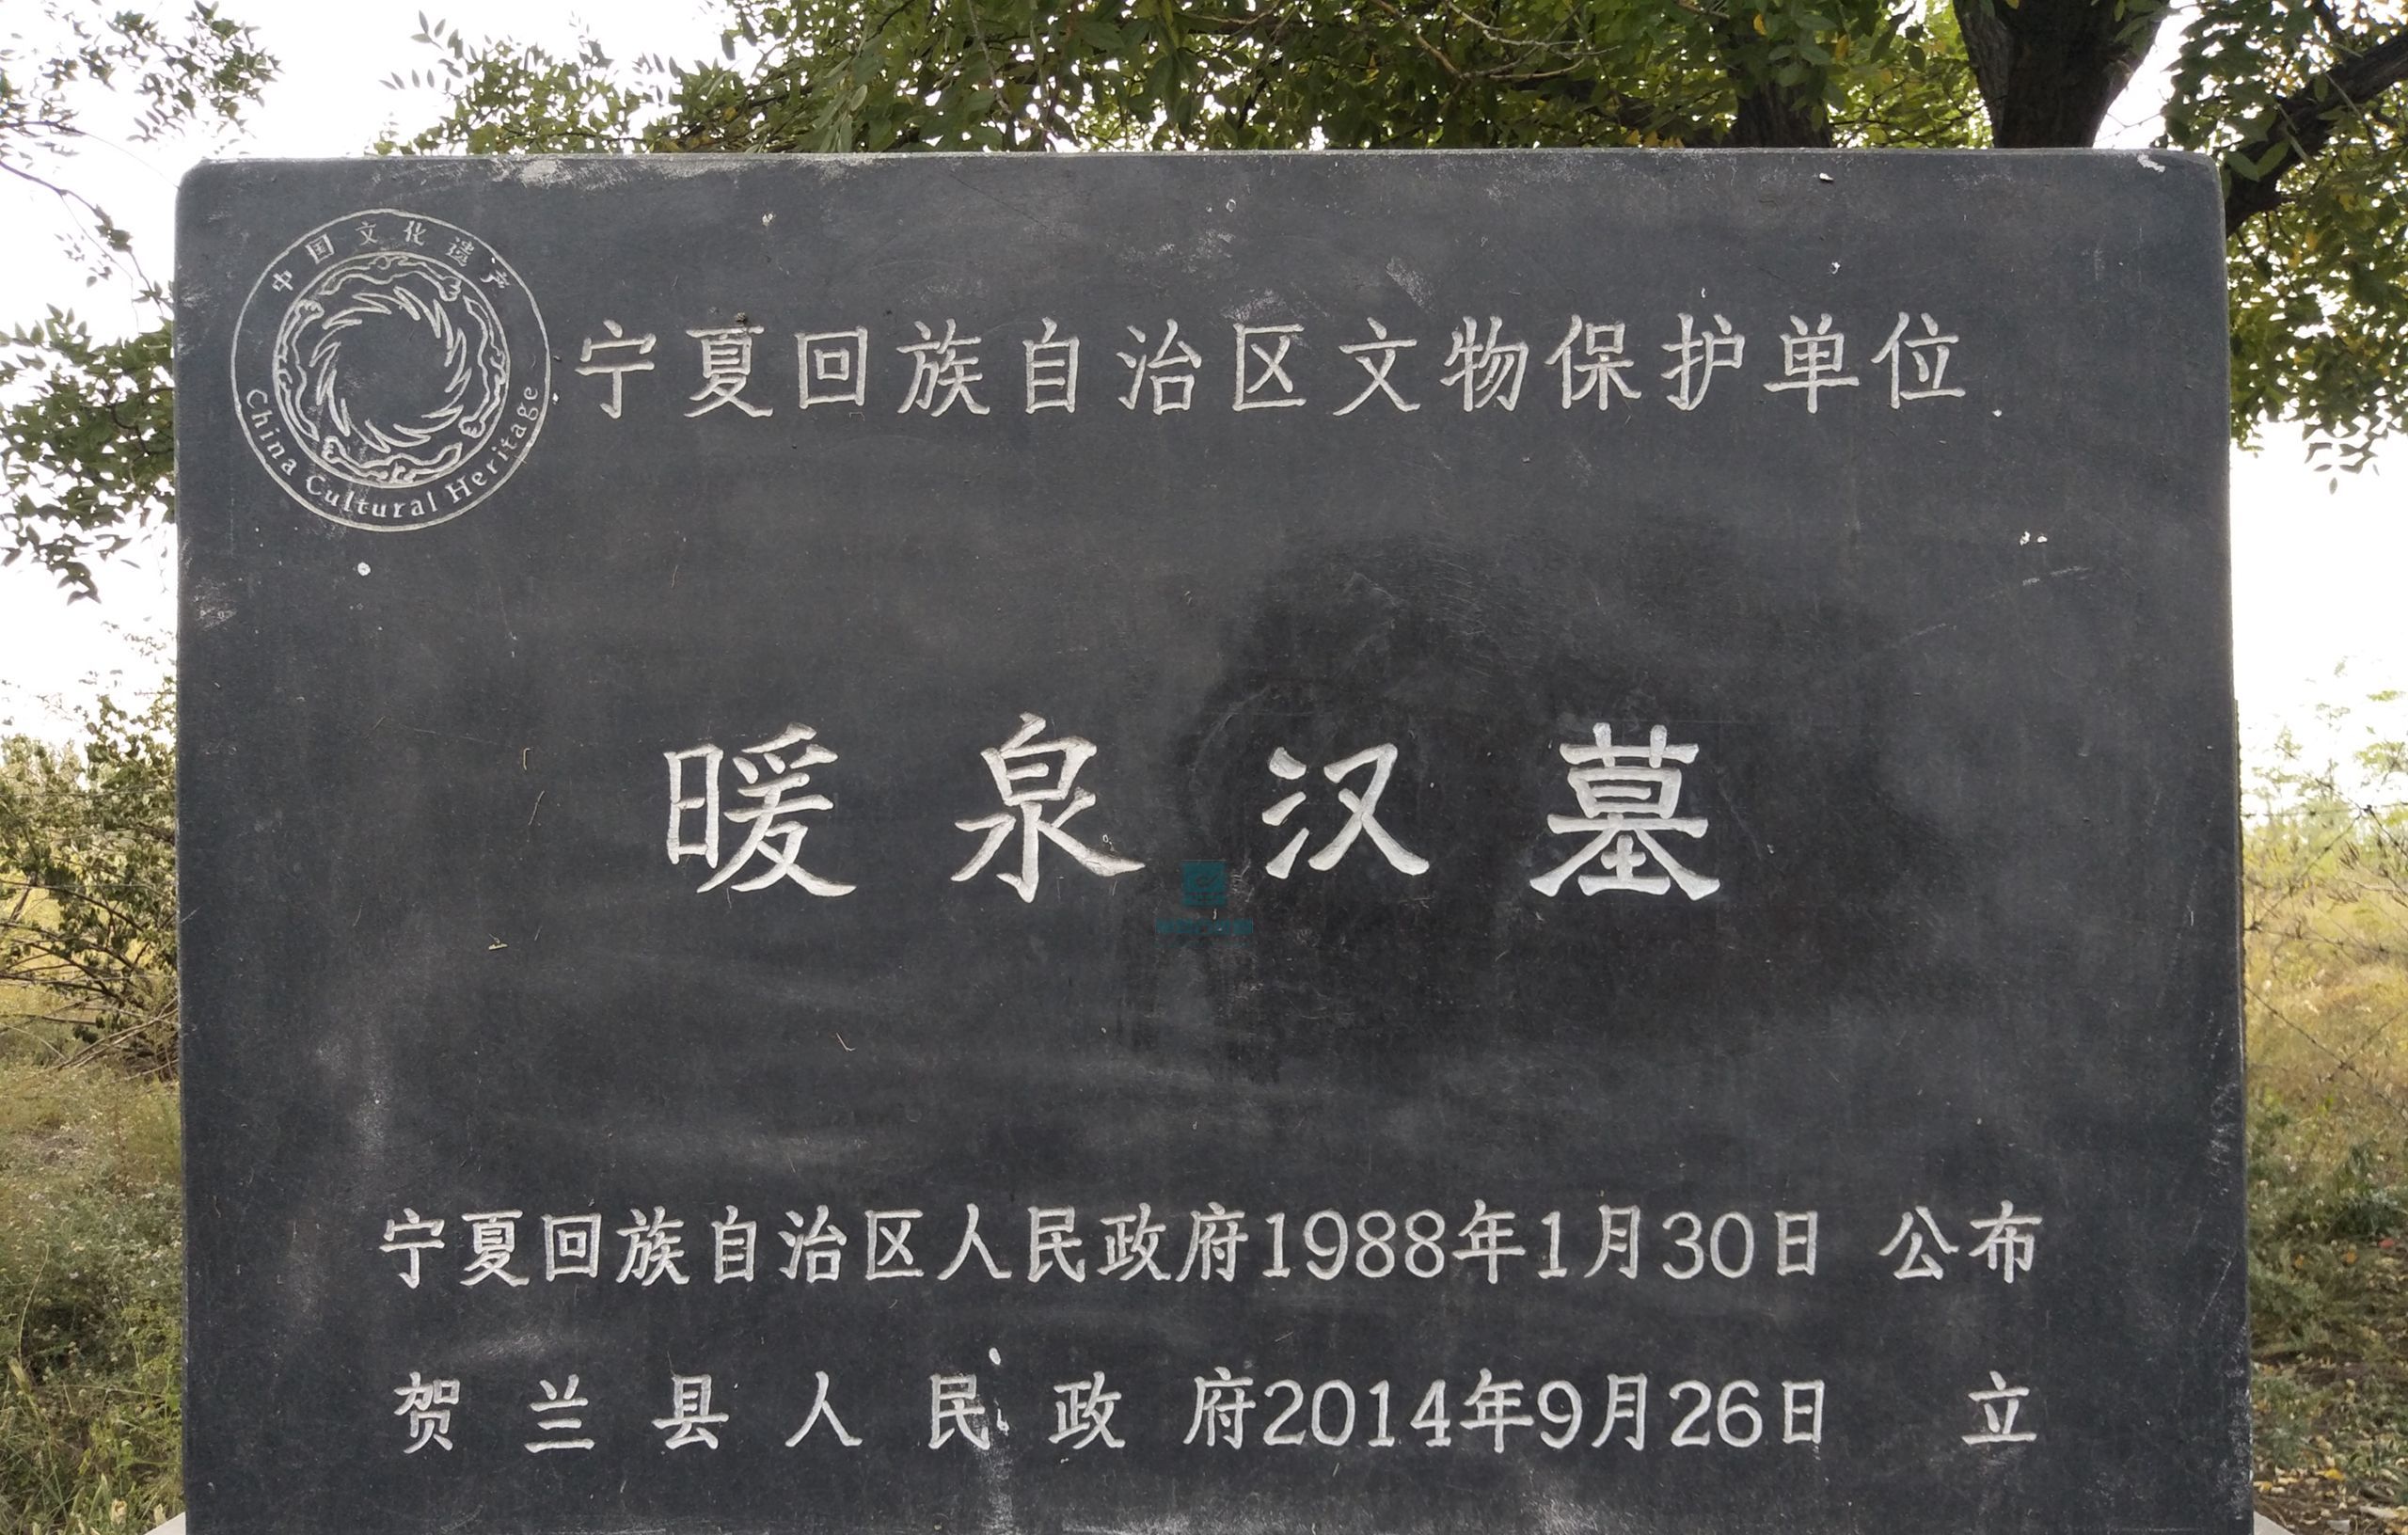 中国文化遗产
China Cultural Heritage
宁夏回族自治区文物保护单位
暖泉汉墓
宁夏回族自治区人民政府1988年1月30日 公布
贺兰县人民政府2014年9月26日 立